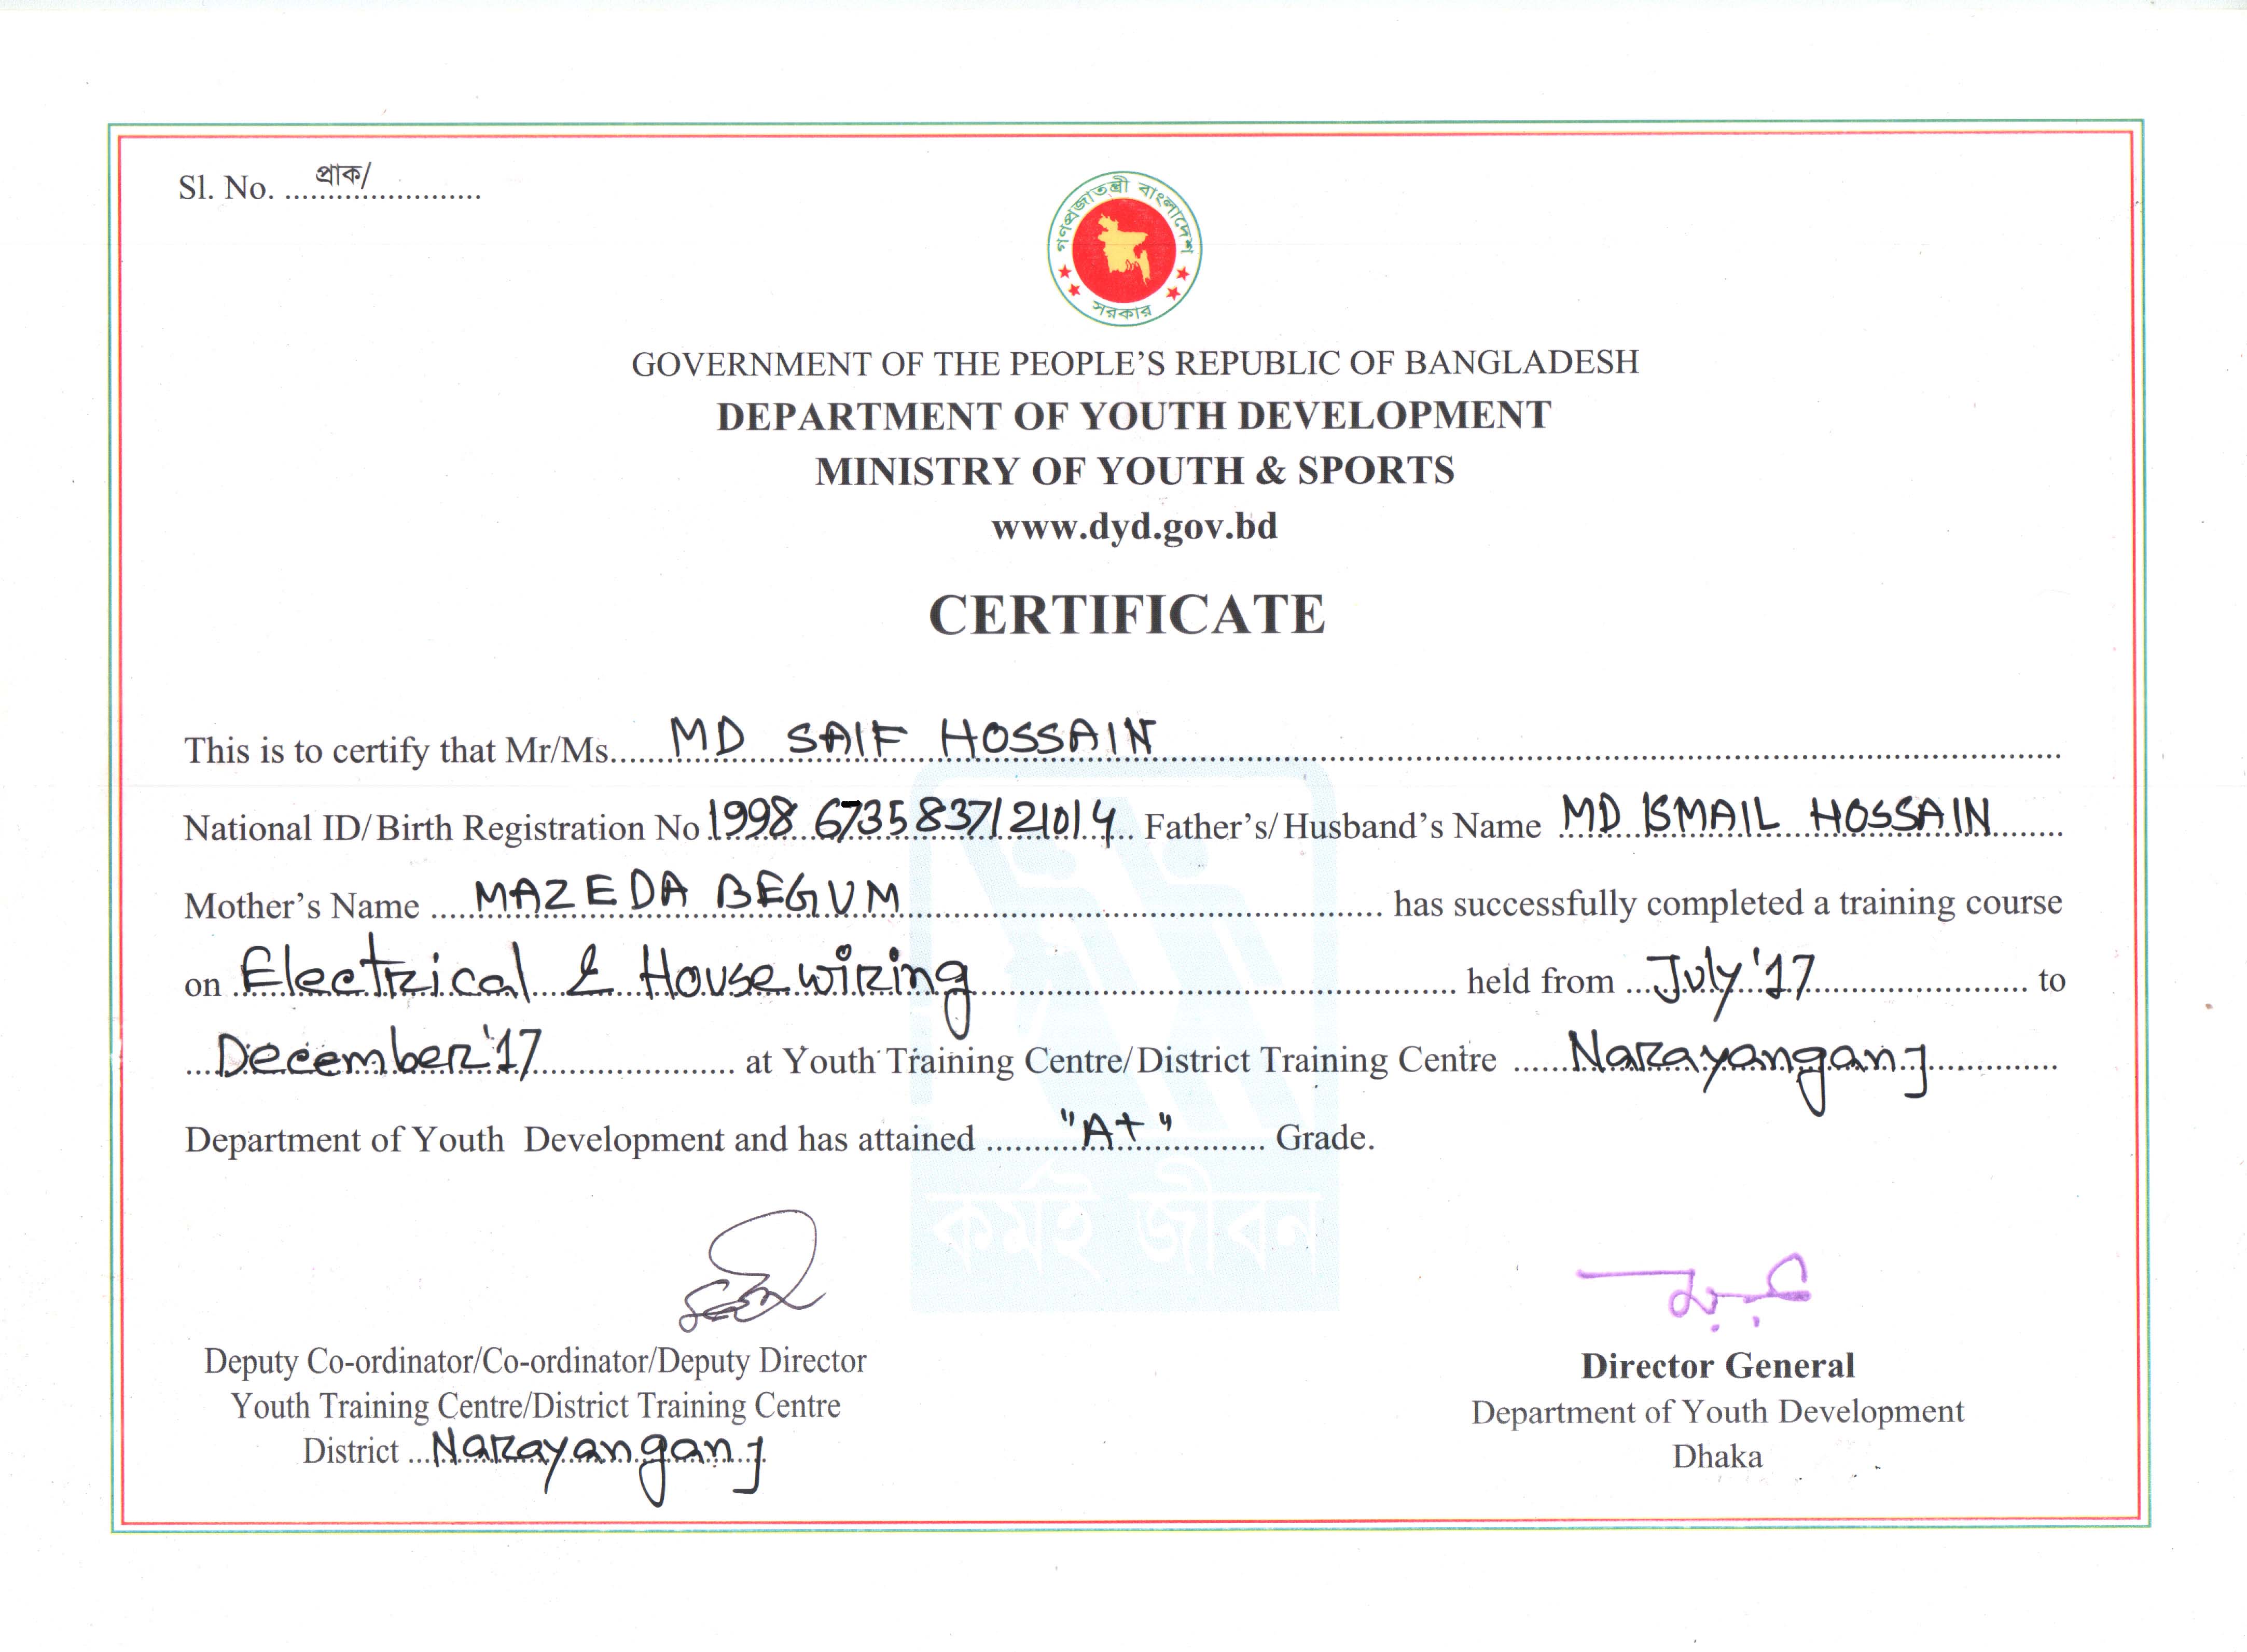 Sl. No. ...প্রাক/...
গণপ্রজাতন্ত্রী বাংলাদেশ
সরকার
GOVERNMENT OF THE PEOPLE'S REPUBLIC OF BANGLADESH
DEPARTMENT OF YOUTH DEVELOPMENT
MINISTRY OF YOUTH & SPORTS
www.dyd.gov.bd
CERTIFICATE
This is to certify that Mr/Ms. MD SAIF HOSSAIN
National ID/Birth Registration No 1998 6735837121014 Father's/Husband's Name MD ISMAIL HOSSAIN
Mother's Name MAZEDA BEGUM has successfully completed a training course
on Electrical & House wiring held from July'17 to
December'17 at Youth Training Centre/District Training Centre Narayanganj
Department of Youth Development and has attained "A+" Grade.
কর্মই জীবন
Deputy Co-ordinator/Co-ordinator/Deputy Director
Youth Training Centre/District Training Centre
District Narayanganj
Director General
Department of Youth Development
Dhaka